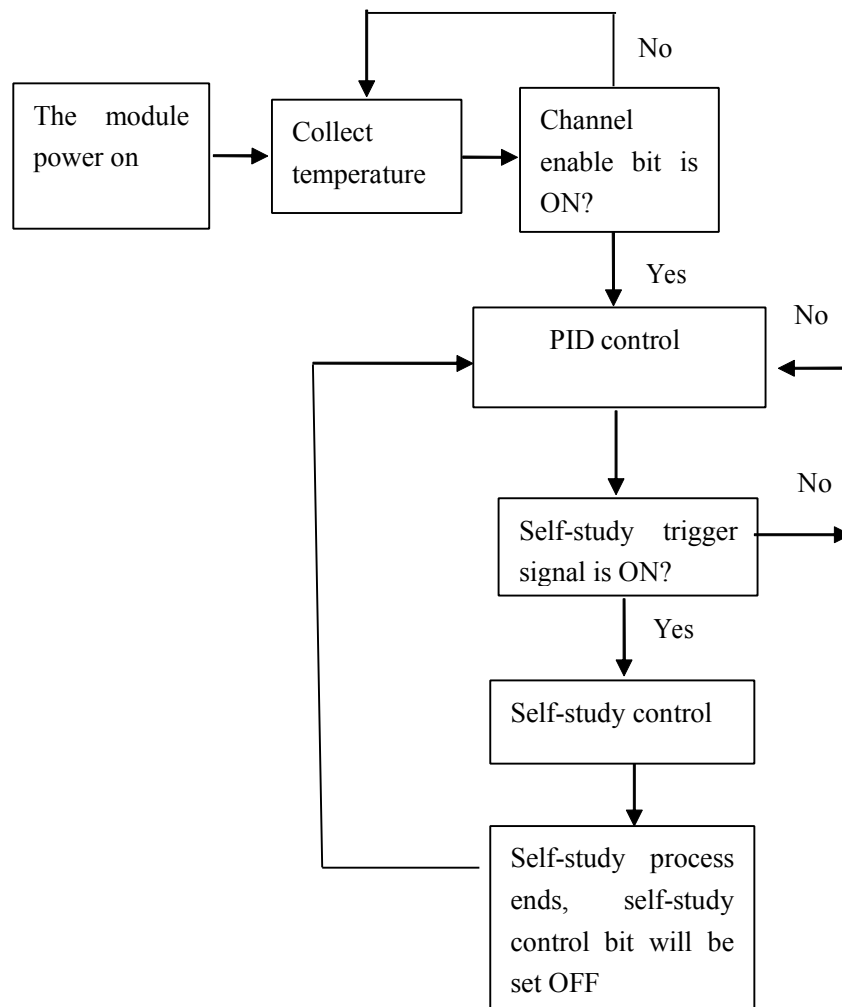 No
The module
power on
Collect
temperature
Channel
enable bit is
ON?
Yes
No
PID control
No
Self-study trigger
signal is ON?
Yes
Self-study control
Self-study process
ends, self-study
control bit will be
set OFF